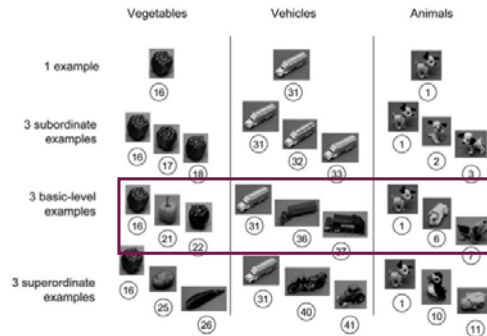 Vegetables Vehicles Animals
1 example
16 31 1
3 subordinate
examples
16 17 18 31 32 33 1 2 3
3 basic-level
examples
16 21 22 31 36 37 1 6 7
3 superordinate
examples
16 25 26 31 40 41 1 10 11